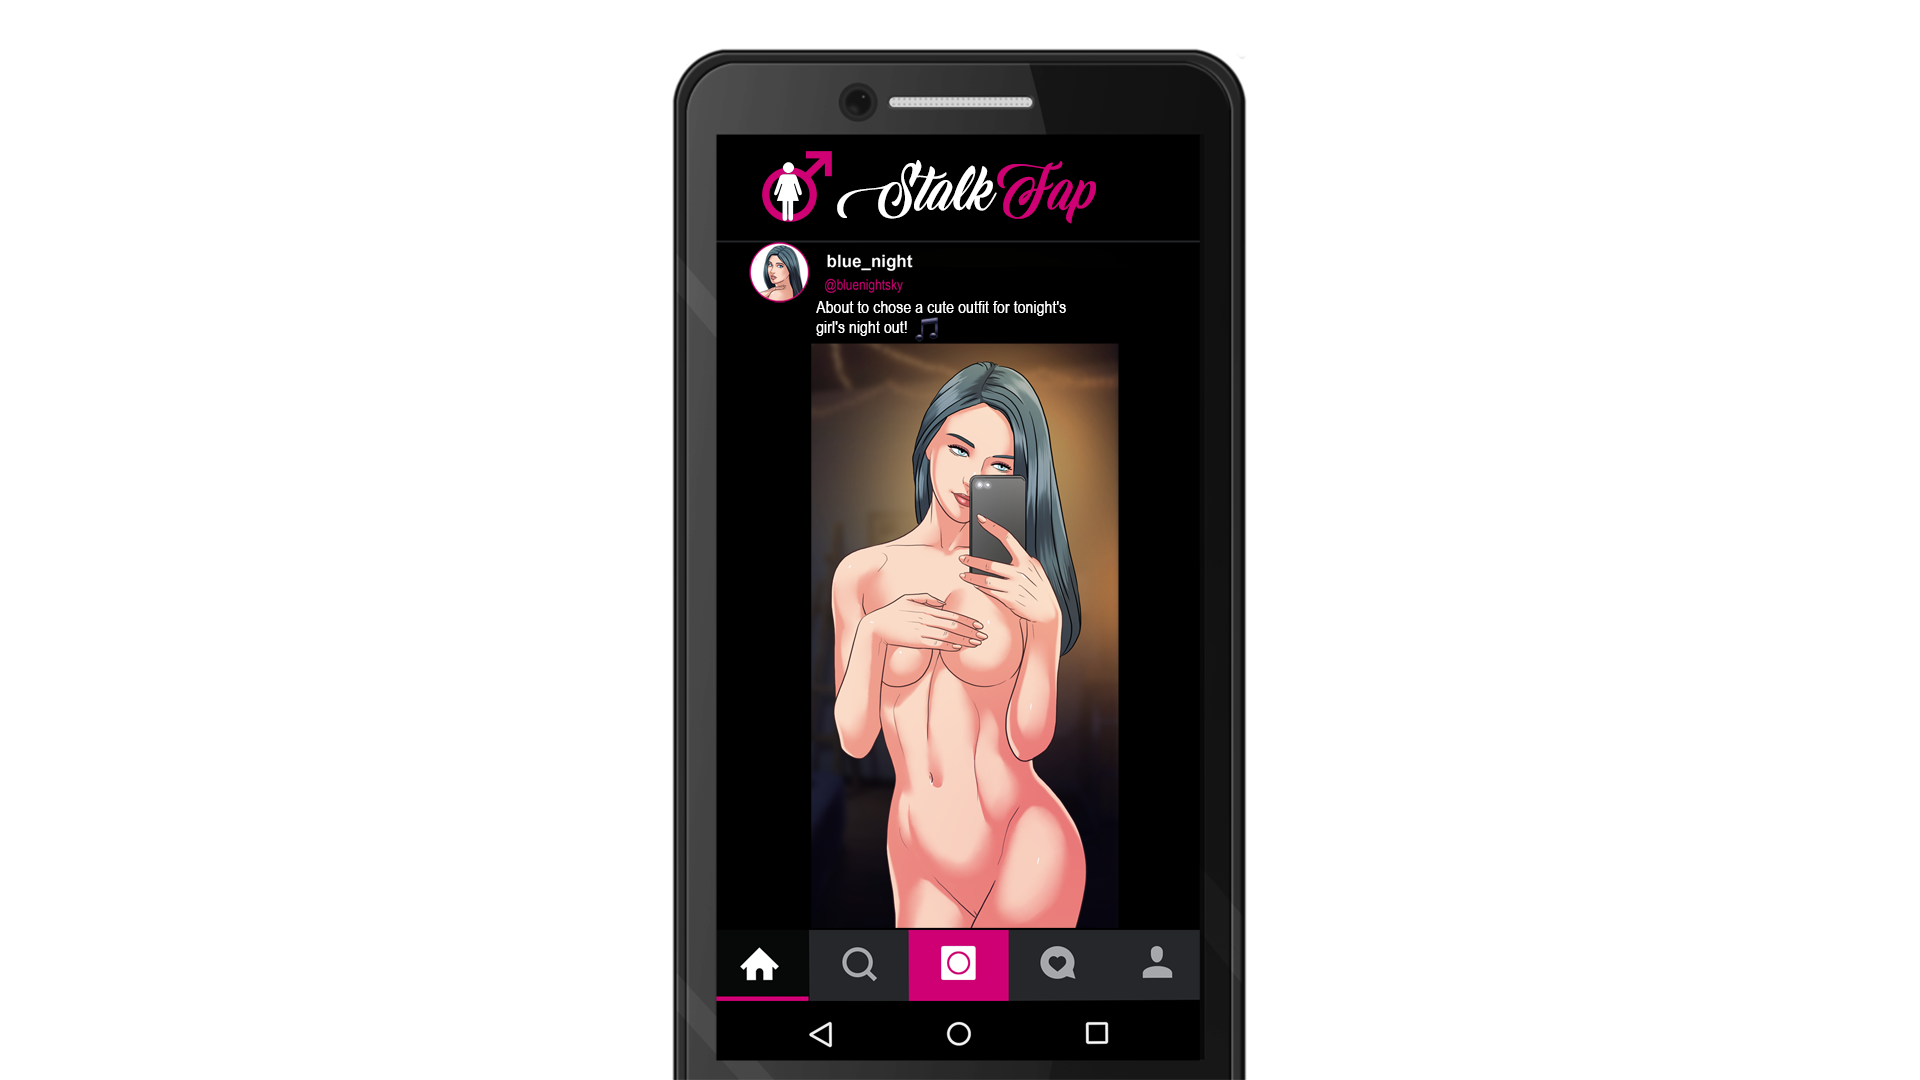 StalkFap
blue_night
@bluenightsky
About to chose a cute outfit for tonight's
girl's night out!